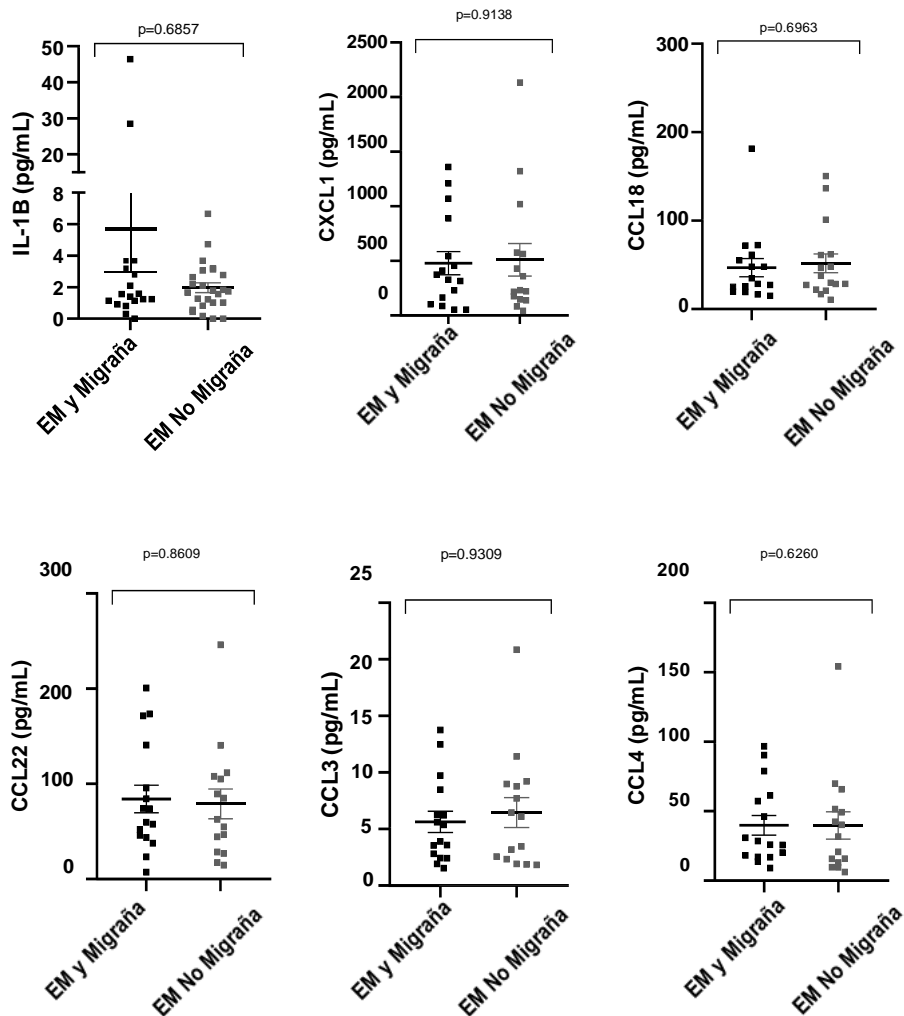 p=0.6857
50
40
30
20
8
6
4
2
0
IL-1B (pg/mL)
EM y Migraña
EM No Migraña
p=0.9138
2500
2000
1500
1000
500
0
CXCL1 (pg/mL)
EM y Migraña
EM No Migraña
p=0.6963
300
200
100
0
CCL18 (pg/mL)
EM y Migraña
EM No Migraña
p=0.8609
300
200
100
0
CCL22 (pg/mL)
EM y Migraña
EM No Migraña
p=0.9309
25
20
15
10
5
0
CCL3 (pg/mL)
EM y Migraña
EM No Migraña
p=0.6260
200
150
100
50
0
CCL4 (pg/mL)
EM y Migraña
EM No Migraña